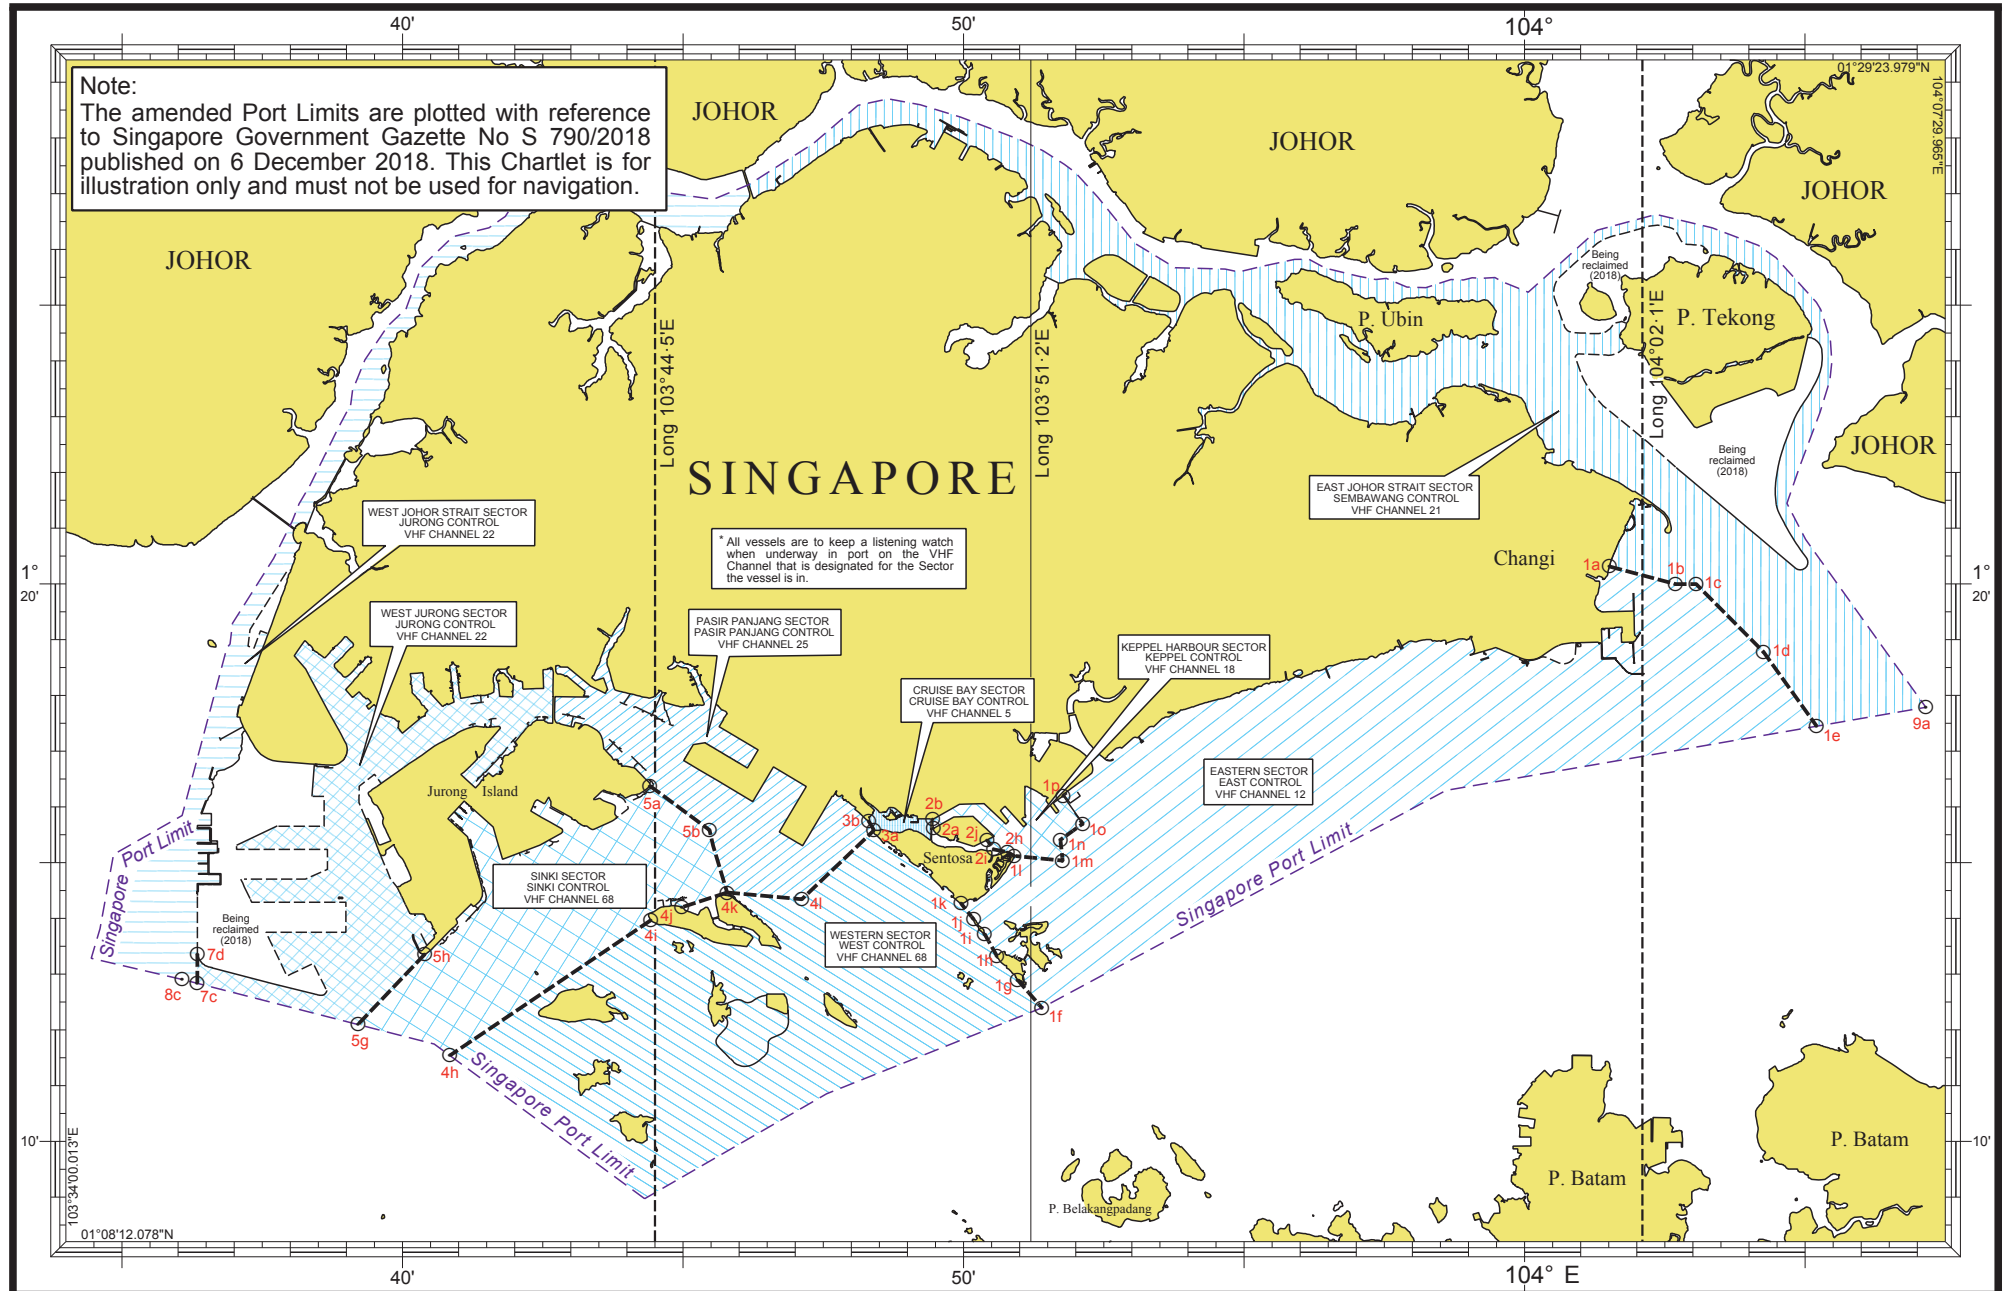 40'
50'
104°
Note:
The amended Port Limits are plotted with reference
to Singapore Government Gazette No S 790/2018
published on 6 December 2018. This Chartlet is for
illustration only and must not be used for navigation.
01°29'23.979"N
104°07'29.965"E
JOHOR
JOHOR
JOHOR
JOHOR
Being
reclaimed
(2018)
P. Ubin
P. Tekong
Long 103°44·5'E
Long 103°51·2'E
Long 104°02·1'E
JOHOR
Being
reclaimed
(2018)
SINGAPORE
EAST JOHOR STRAIT SECTOR
SEMBAWANG CONTROL
VHF CHANNEL 21
WEST JOHOR STRAIT SECTOR
JURONG CONTROL
VHF CHANNEL 22
* All vessels are to keep a listening watch
when underway in port on the VHF
Channel that is designated for the Sector
the vessel is in.
Changi
1a
1b
1c
1°
20'
1°
20'
WEST JURONG SECTOR
JURONG CONTROL
VHF CHANNEL 22
PASIR PANJANG SECTOR
PASIR PANJANG CONTROL
VHF CHANNEL 25
KEPPEL HARBOUR SECTOR
KEPPEL CONTROL
VHF CHANNEL 18
1d
CRUISE BAY SECTOR
CRUISE BAY CONTROL
VHF CHANNEL 5
9a
1e
EASTERN SECTOR
EAST CONTROL
VHF CHANNEL 12
Jurong Island
5a
1p
5b
3b
3a
2b
2a
2j
2h
2i
1l
1o
1n
1m
Sentosa
Port Limit
Singapore
SINKI SECTOR
SINKI CONTROL
VHF CHANNEL 68
4k
4l
4j
4i
1k
1j
1i
1h
1g
1f
Singapore Port Limit
Being
reclaimed
(2018)
WESTERN SECTOR
WEST CONTROL
VHF CHANNEL 68
7d
5h
8c
7c
5g
4h
Singapore Port Limit
10'
10'
P. Batam
P. Batam
P. Belakangpadang
103°34'00.013"E
01°08'12.078"N
40'
50'
104° E